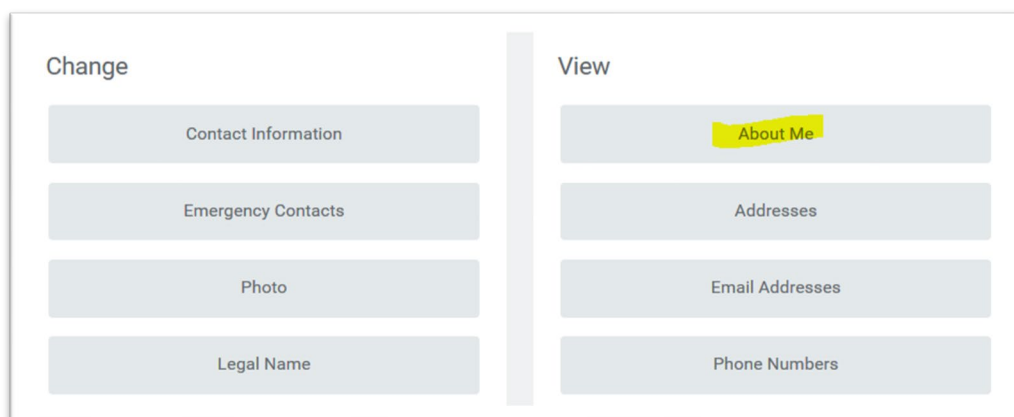 Change
Contact Information
Emergency Contacts
Photo
Legal Name
View
About Me
Addresses
Email Addresses
Phone Numbers